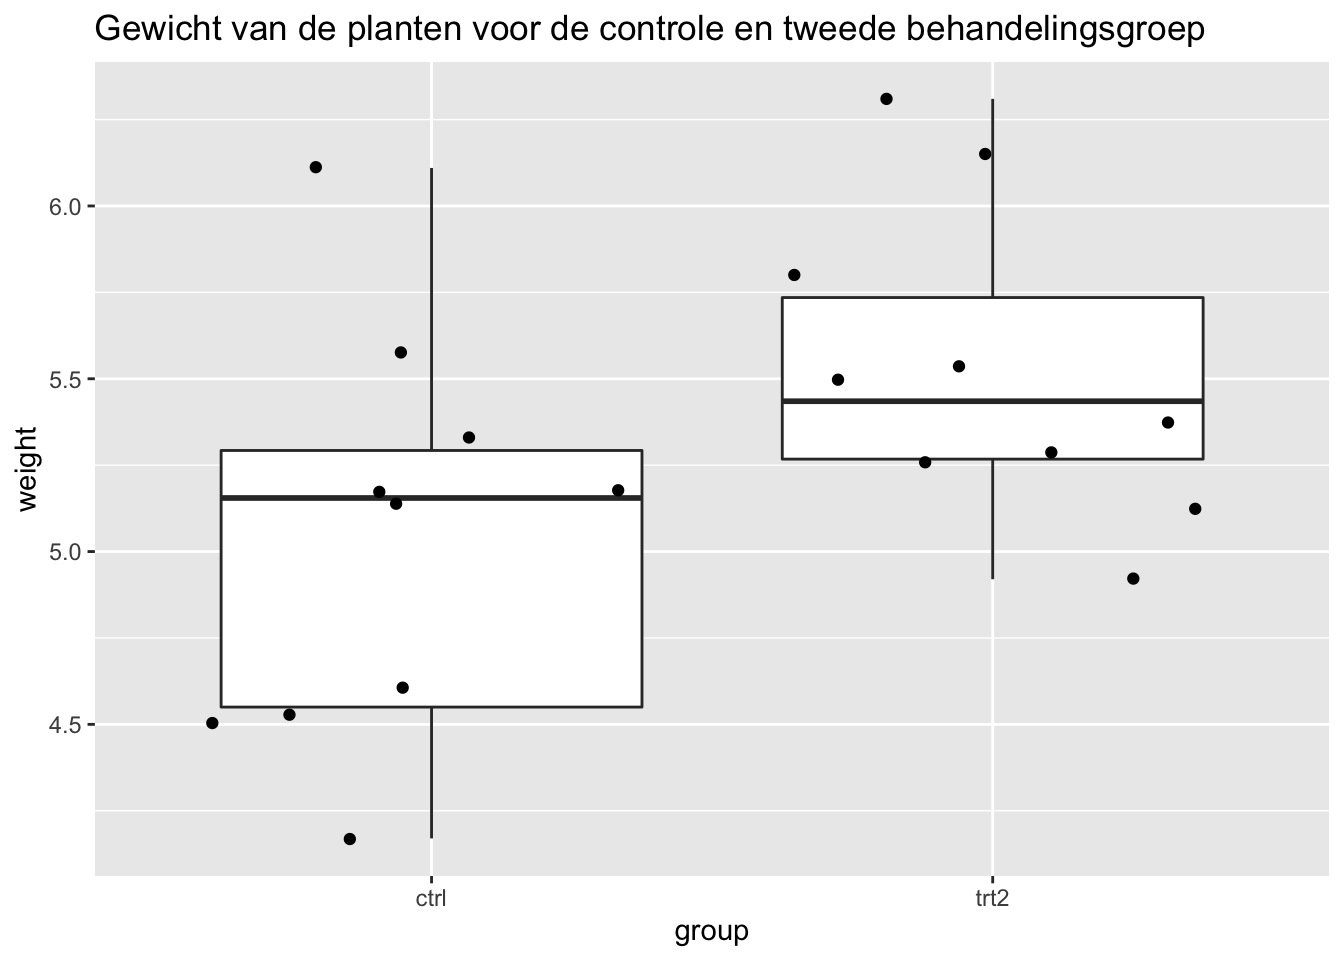 Gewicht van de planten voor de controle en tweede behandelingsgroep
weight
6.0
5.5
5.0
4.5
ctrl trt2
group